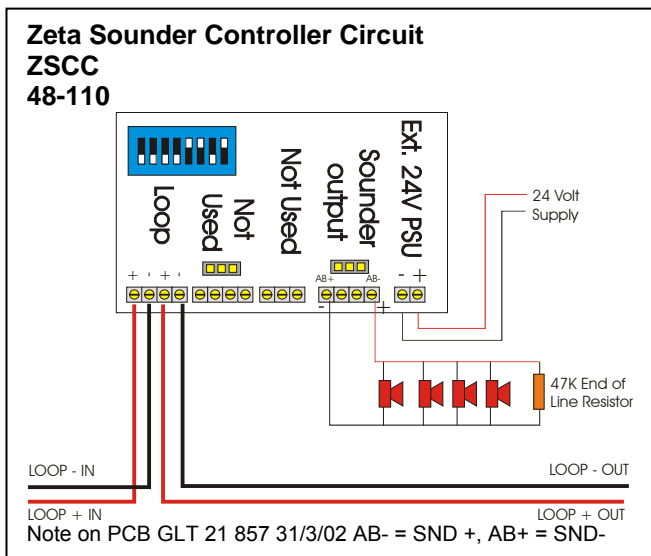 Zeta Sounder Controller Circuit
ZSCC
48-110
Loop
Not
Used
Not Used
Sounder
output
Ext. 24V PSU
+ - + -
AB+ AB-
- +
- +
24 Volt
Supply
47K End of
Line Resistor
LOOP - IN
LOOP - OUT
LOOP + IN
LOOP + OUT
Note on PCB GLT 21 857 31/3/02 AB- = SND +, AB+ = SND-